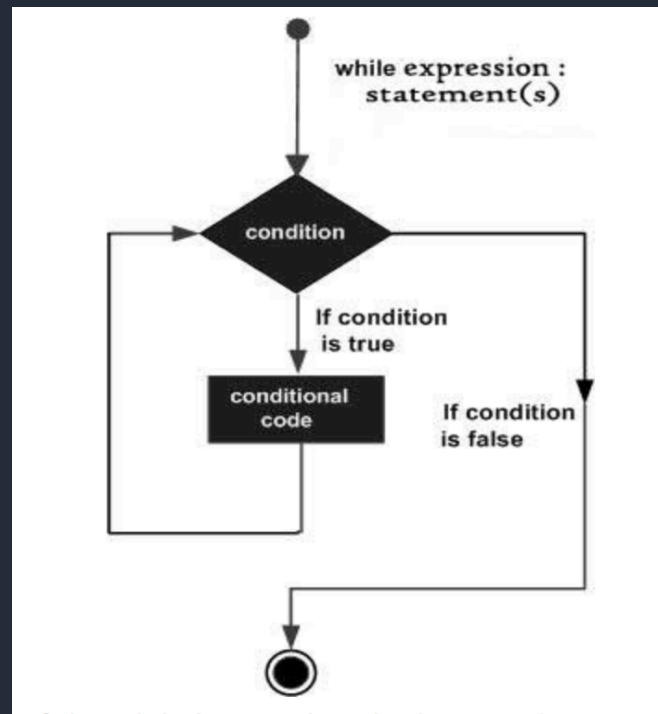 while expression :
statement(s)
condition
If condition
is true
conditional
code
If condition
is false